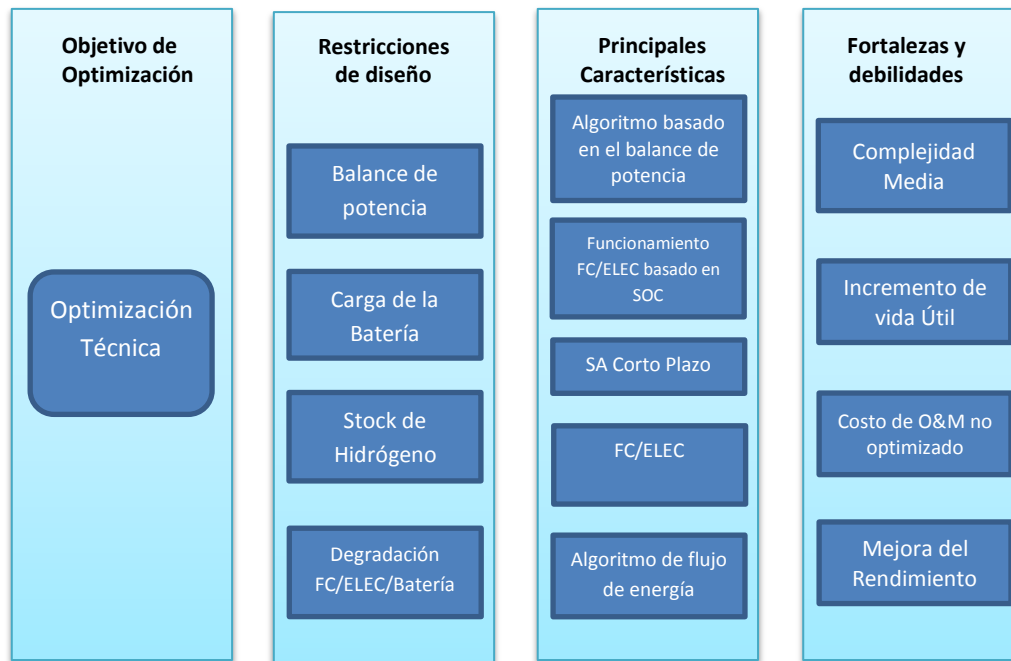 Objetivo de
Optimización
Optimización
Técnica
Restricciones
de diseño
Balance de
potencia
Carga de la
Batería
Stock de
Hidrógeno
Degradación
FC/ELEC/Batería
Principales
Características
Algoritmo basado
en el balance de
potencia
Funcionamiento
FC/ELEC basado en
SOC
SA Corto Plazo
FC/ELEC
Algoritmo de flujo
de energía
Fortalezas y
debilidades
Complejidad
Media
Incremento de
vida Útil
Costo de O&M no
optimizado
Mejora del
Rendimiento